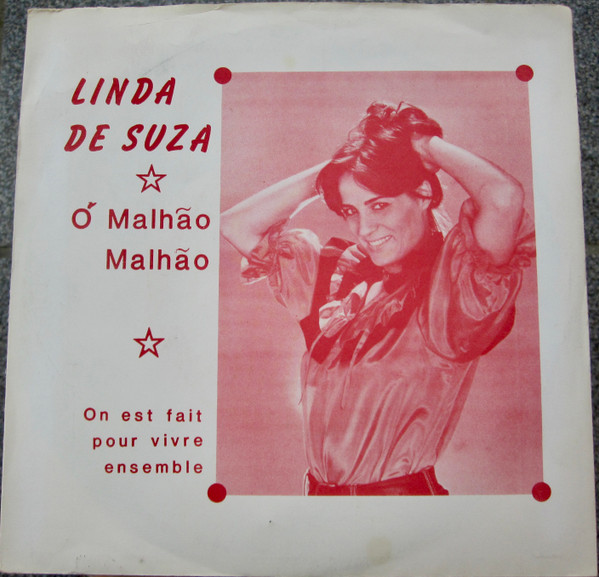 LINDA
DE SUZA
Ó Malhão
Malhão
On est fait
pour vivre
ensemble